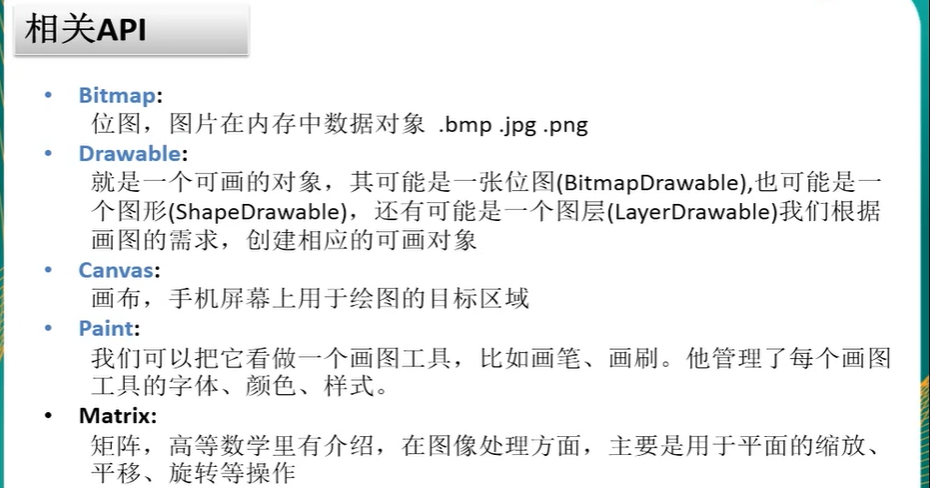 相关API
• Bitmap:
位图，图片在内存中数据对象 .bmp .jpg .png
• Drawable:
就是一个可画的对象，其可能是一张位图(BitmapDrawable),也可能是一
个图形(ShapeDrawable)，还有可能是一个图层(LayerDrawable)我们根据
画图的需求，创建相应的可画对象
• Canvas:
画布，手机屏幕上用于绘图的目标区域
• Paint:
我们可以把它看做一个画图工具，比如画笔、画刷。他管理了每个画图
工具的字体、颜色、样式。
• Matrix:
矩阵，高等数学里有介绍，在图像处理方面，主要是用于平面的缩放、
平移、旋转等操作